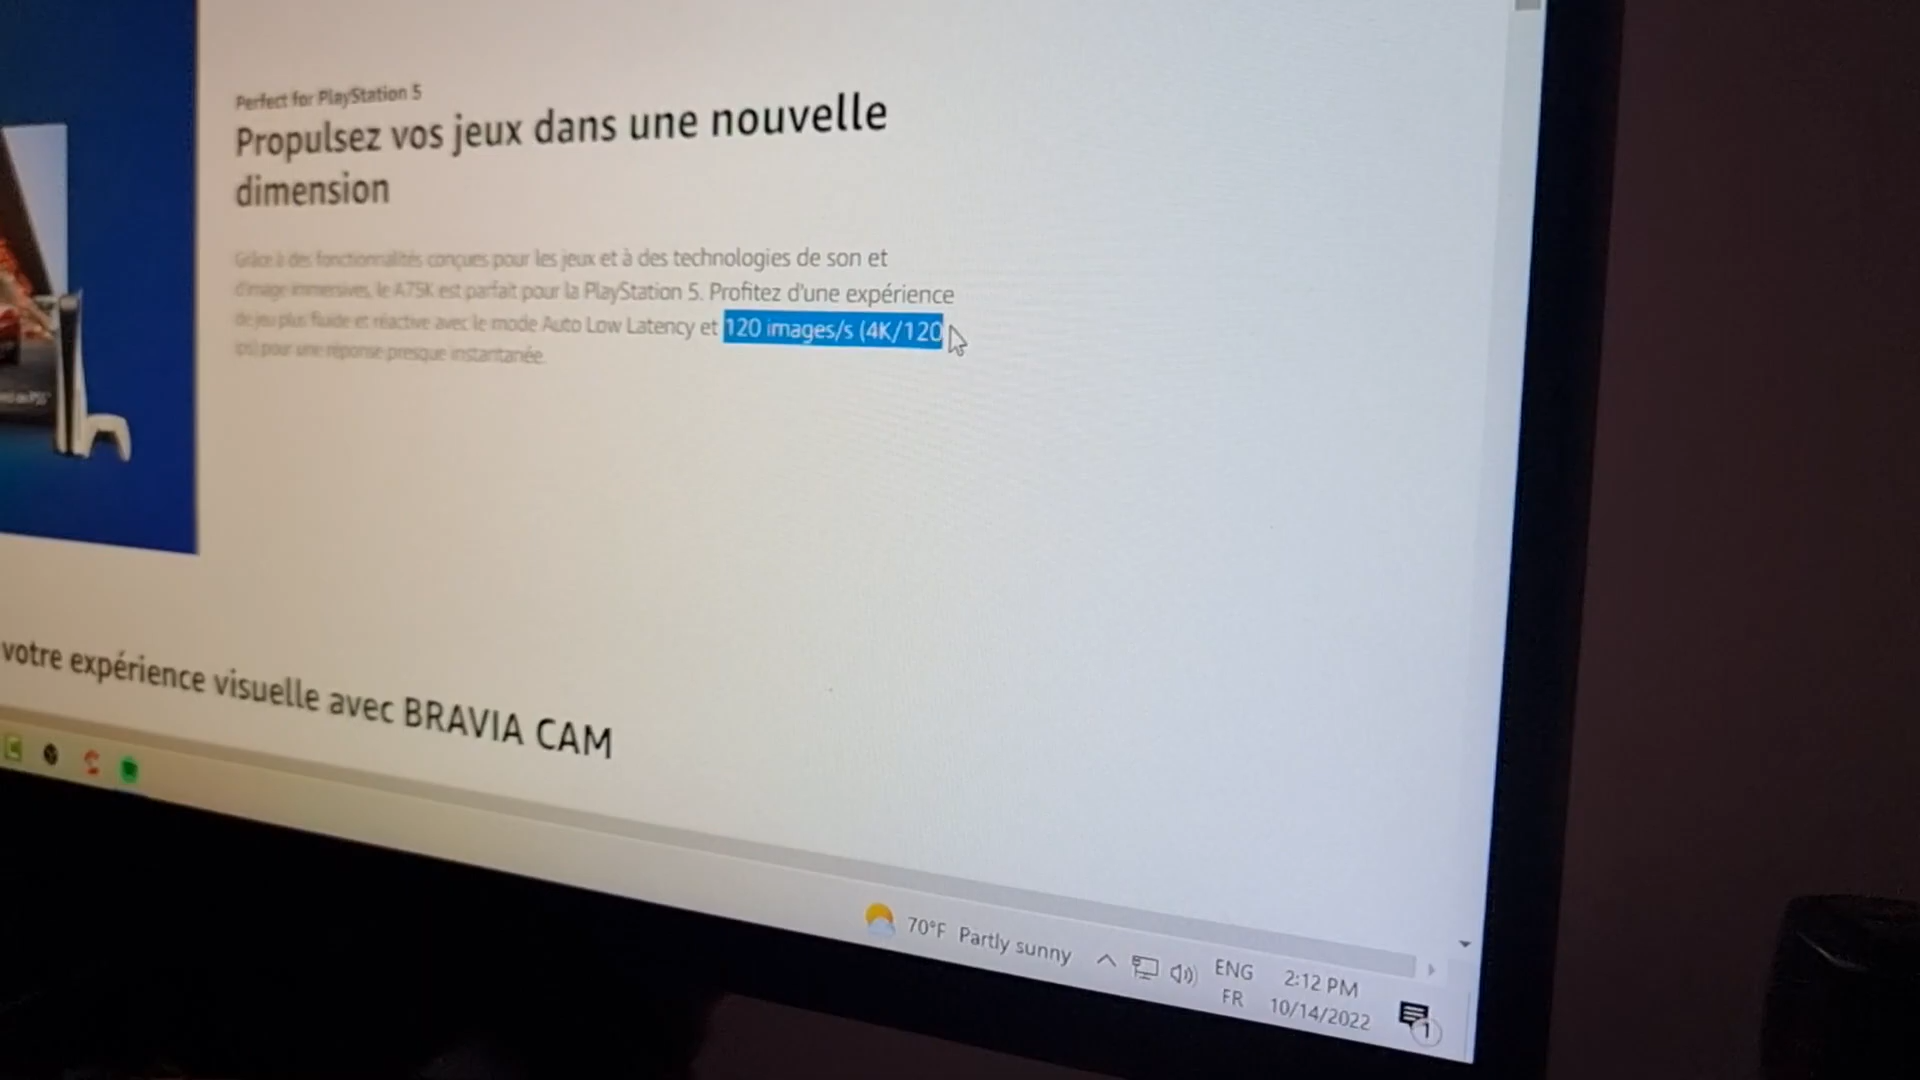 Perfect for PlayStation 5
Propulsez vos jeux dans une nouvelle
dimension
Grâce à des fonctionnalités conçues pour les jeux et à des technologies de son et
d'image immersives, le A75K est parfait pour la PlayStation 5. Profitez d'une expérience
de jeu plus fluide et réactive avec le mode Auto Low Latency et 120 images/s (4K/120
ips) pour une réponse presque instantanée.
votre expérience visuelle avec BRAVIA CAM
70°F Partly sunny
ENG
FR
2:12 PM
10/14/2022
1